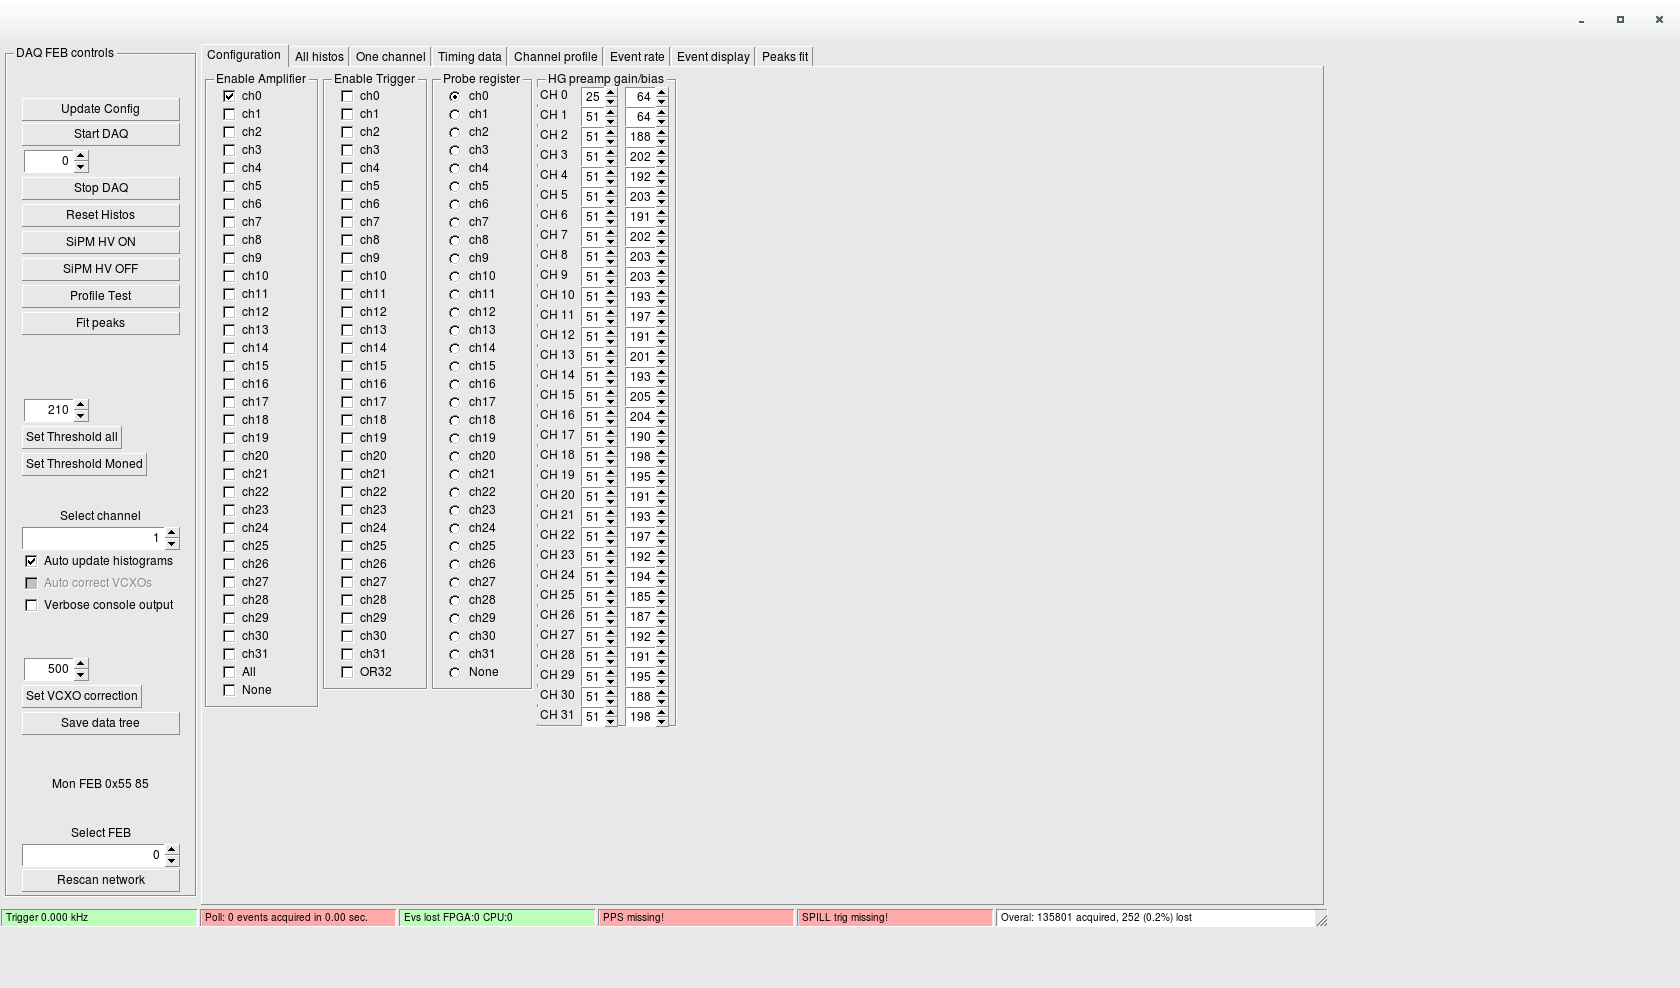 DAQ FEB controls
Update Config
Start DAQ
0
Stop DAQ
Reset Histos
SiPM HV ON
SiPM HV OFF
Profile Test
Fit peaks
210
Set Threshold all
Set Threshold Moned
Select channel
1
Auto update histograms
Auto correct VCXOs
Verbose console output
500
Set VCXO correction
Save data tree
Mon FEB 0x55 85
Select FEB
0
Rescan network
Configuration All histos One channel Timing data Channel profile Event rate Event display Peaks fit
Enable Amplifier
ch0
ch1
ch2
ch3
ch4
ch5
ch6
ch7
ch8
ch9
ch10
ch11
ch12
ch13
ch14
ch15
ch16
ch17
ch18
ch19
ch20
ch21
ch22
ch23
ch24
ch25
ch26
ch27
ch28
ch29
ch30
ch31
All
None
Enable Trigger
ch0
ch1
ch2
ch3
ch4
ch5
ch6
ch7
ch8
ch9
ch10
ch11
ch12
ch13
ch14
ch15
ch16
ch17
ch18
ch19
ch20
ch21
ch22
ch23
ch24
ch25
ch26
ch27
ch28
ch29
ch30
ch31
OR32
Probe register
ch0
ch1
ch2
ch3
ch4
ch5
ch6
ch7
ch8
ch9
ch10
ch11
ch12
ch13
ch14
ch15
ch16
ch17
ch18
ch19
ch20
ch21
ch22
ch23
ch24
ch25
ch26
ch27
ch28
ch29
ch30
ch31
None
HG preamp gain/bias
CH 0 25 64
CH 1 51 64
CH 2 51 188
CH 3 51 202
CH 4 51 192
CH 5 51 203
CH 6 51 191
CH 7 51 202
CH 8 51 203
CH 9 51 203
CH 10 51 193
CH 11 51 197
CH 12 51 191
CH 13 51 201
CH 14 51 193
CH 15 51 205
CH 16 51 204
CH 17 51 190
CH 18 51 198
CH 19 51 195
CH 20 51 191
CH 21 51 193
CH 22 51 197
CH 23 51 192
CH 24 51 194
CH 25 51 185
CH 26 51 187
CH 27 51 192
CH 28 51 191
CH 29 51 195
CH 30 51 188
CH 31 51 198
Trigger 0.000 kHz Poll: 0 events acquired in 0.00 sec. Evs lost FPGA:0 CPU:0 PPS missing! SPILL trig missing! Overal: 135801 acquired, 252 (0.2%) lost